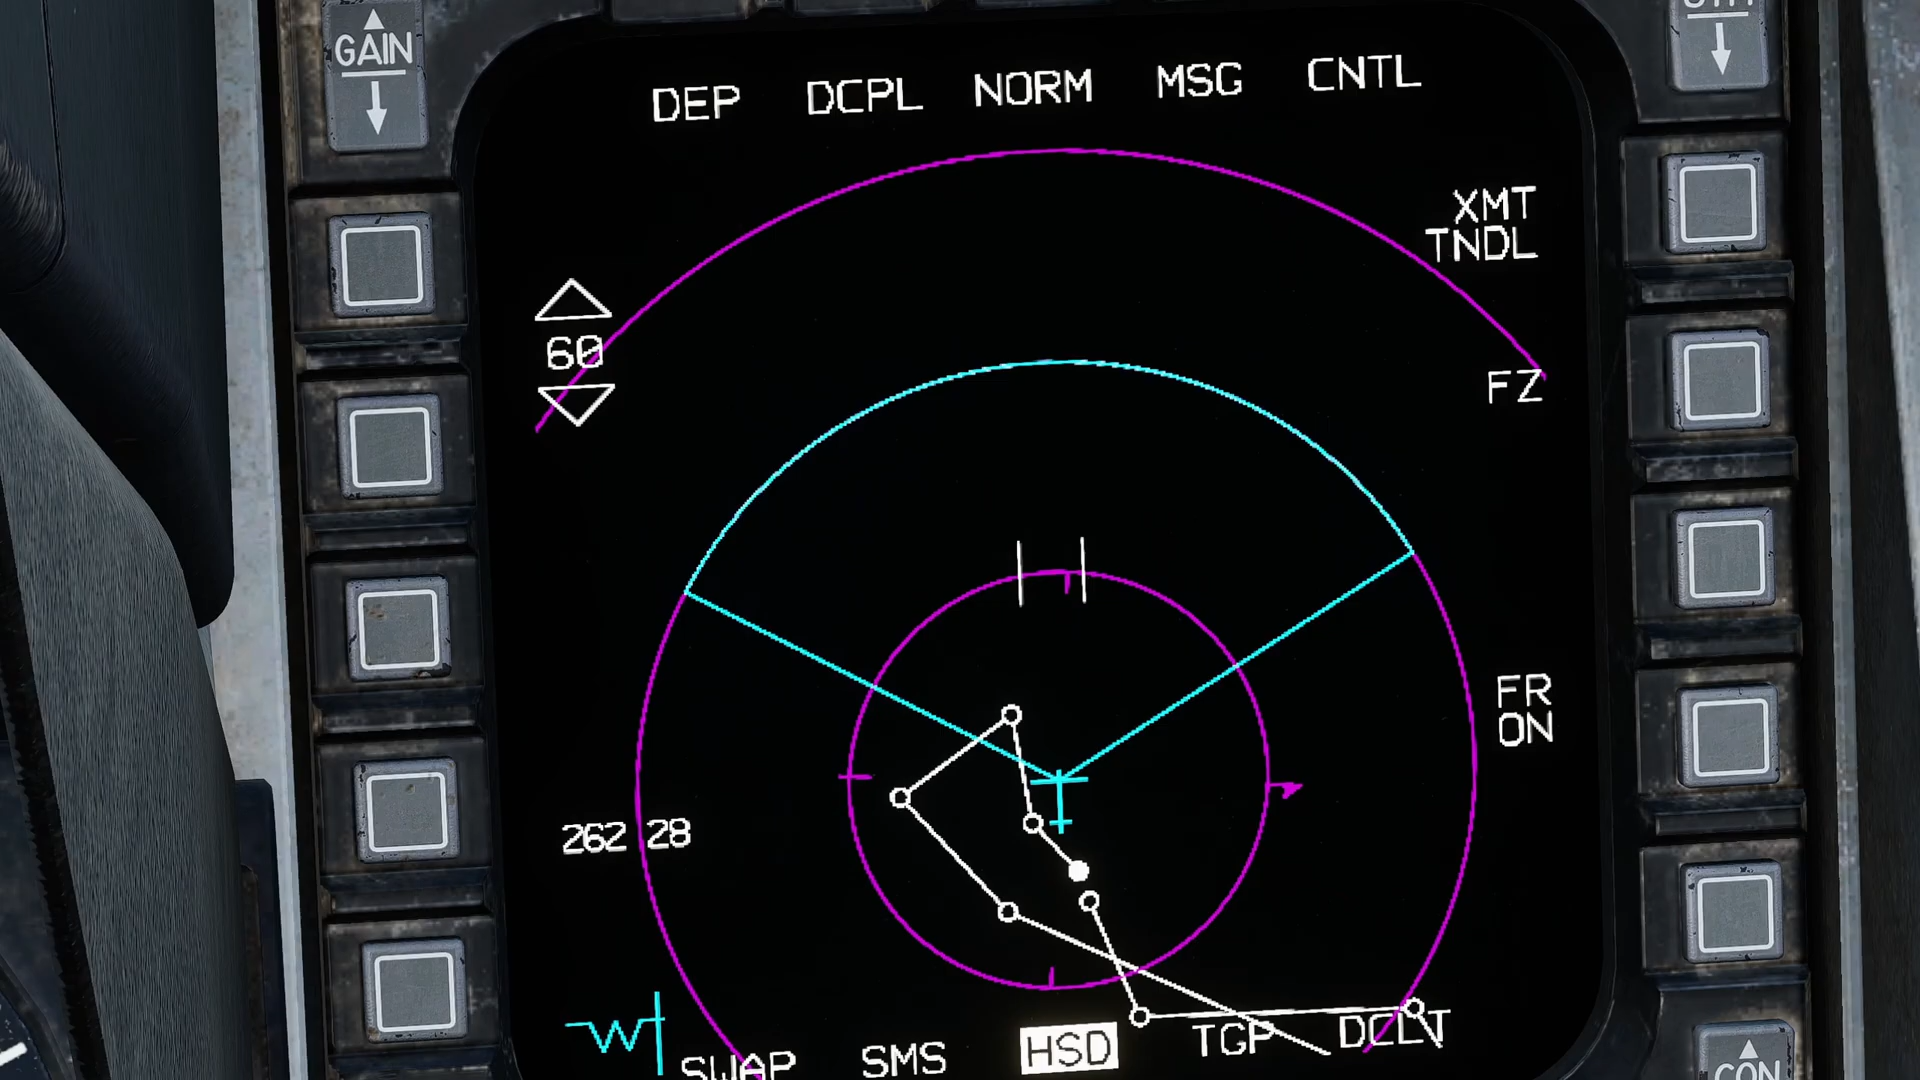 GAIN
DEP DCPL NORM MSG CNTL
XMT
TNDL
60
FZ
FR
ON
262 28
W
SWAP SMS HSD TGP DCLT
CON